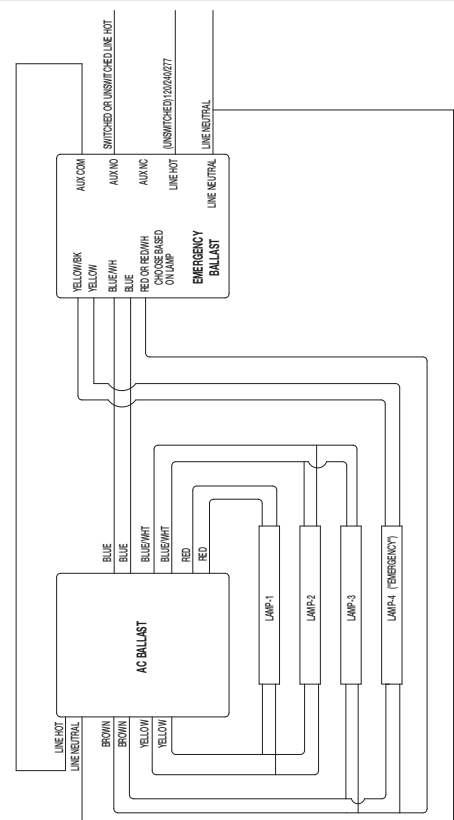 SWITCHED OR UNSWITCHED LINE HOT
(UNSWITCHED)120/240/277
LINE NEUTRAL
AUX COM
AUX NO
AUX NC
LINE HOT
LINE NEUTRAL
YELLOW/BK
YELLOW
BLUE/WH
BLUE
RED OR RED/WH
CHOOSE BASED
ON LAMP
EMERGENCY
BALLAST
BLUE
BLUE
BLUE/WHT
BLUE/WHT
RED
RED
AC BALLAST
LAMP-1
LAMP-2
LAMP-3
LAMP-4 ("EMERGENCY")
LINE HOT
LINE NEUTRAL
BROWN
BROWN
YELLOW
YELLOW